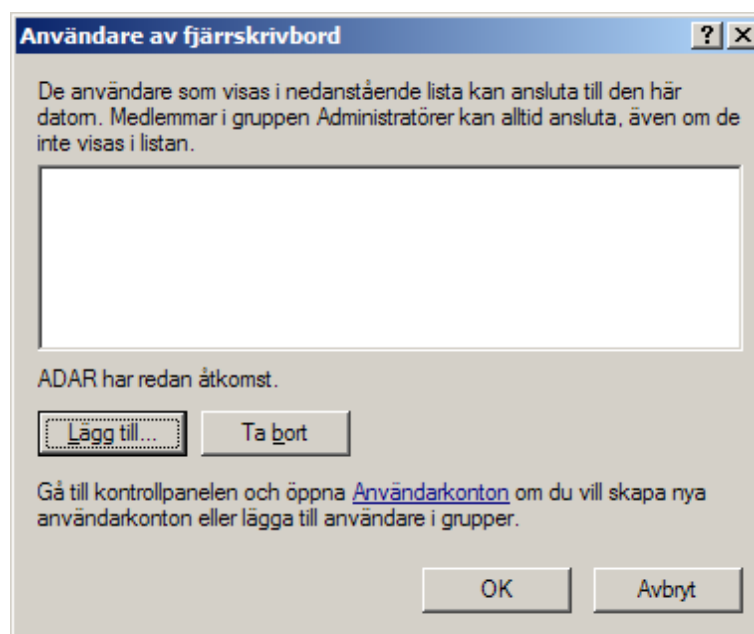 Användare av fjärrskrivbord
De användare som visas i nedanstående lista kan ansluta till den här
datorn. Medlemmar i gruppen Administratörer kan alltid ansluta, även om de
inte visas i listan.
ADAR har redan åtkomst.
Lägg till... Ta bort
Gå till kontrollpanelen och öppna Användarkonton om du vill skapa nya
användarkonton eller lägga till användare i grupper.
OK Avbryt